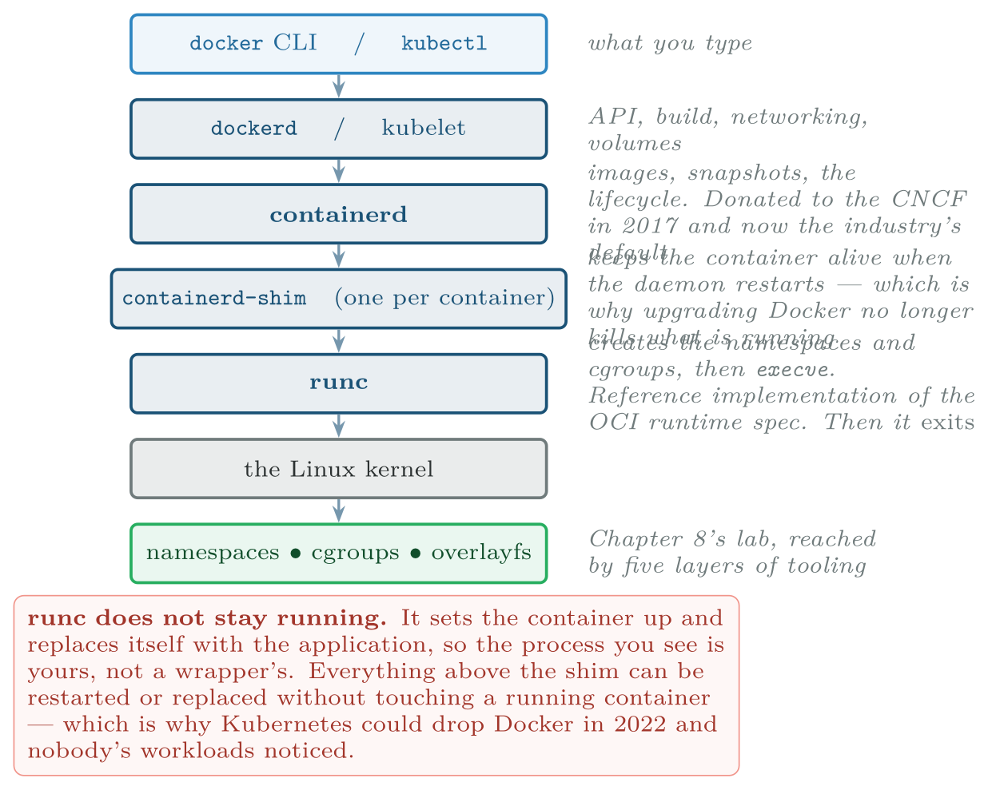 docker CLI / kubectl
what you type
dockerd / kubelet
API, build, networking,
volumes
containerd
images, snapshots, the
lifecycle. Donated to the CNCF
in 2017 and now the industry's
default
containerd-shim (one per container)
keeps the container alive when
the daemon restarts — which is
why upgrading Docker no longer
kills what is running
runc
creates the namespaces and
cgroups, then execve.
Reference implementation of the
OCI runtime spec. Then it exits
the Linux kernel
namespaces • cgroups • overlayfs
Chapter 8's lab, reached
by five layers of tooling
runc does not stay running. It sets the container up and
replaces itself with the application, so the process you see is
yours, not a wrapper's. Everything above the shim can be
restarted or replaced without touching a running container
— which is why Kubernetes could drop Docker in 2022 and
nobody's workloads noticed.